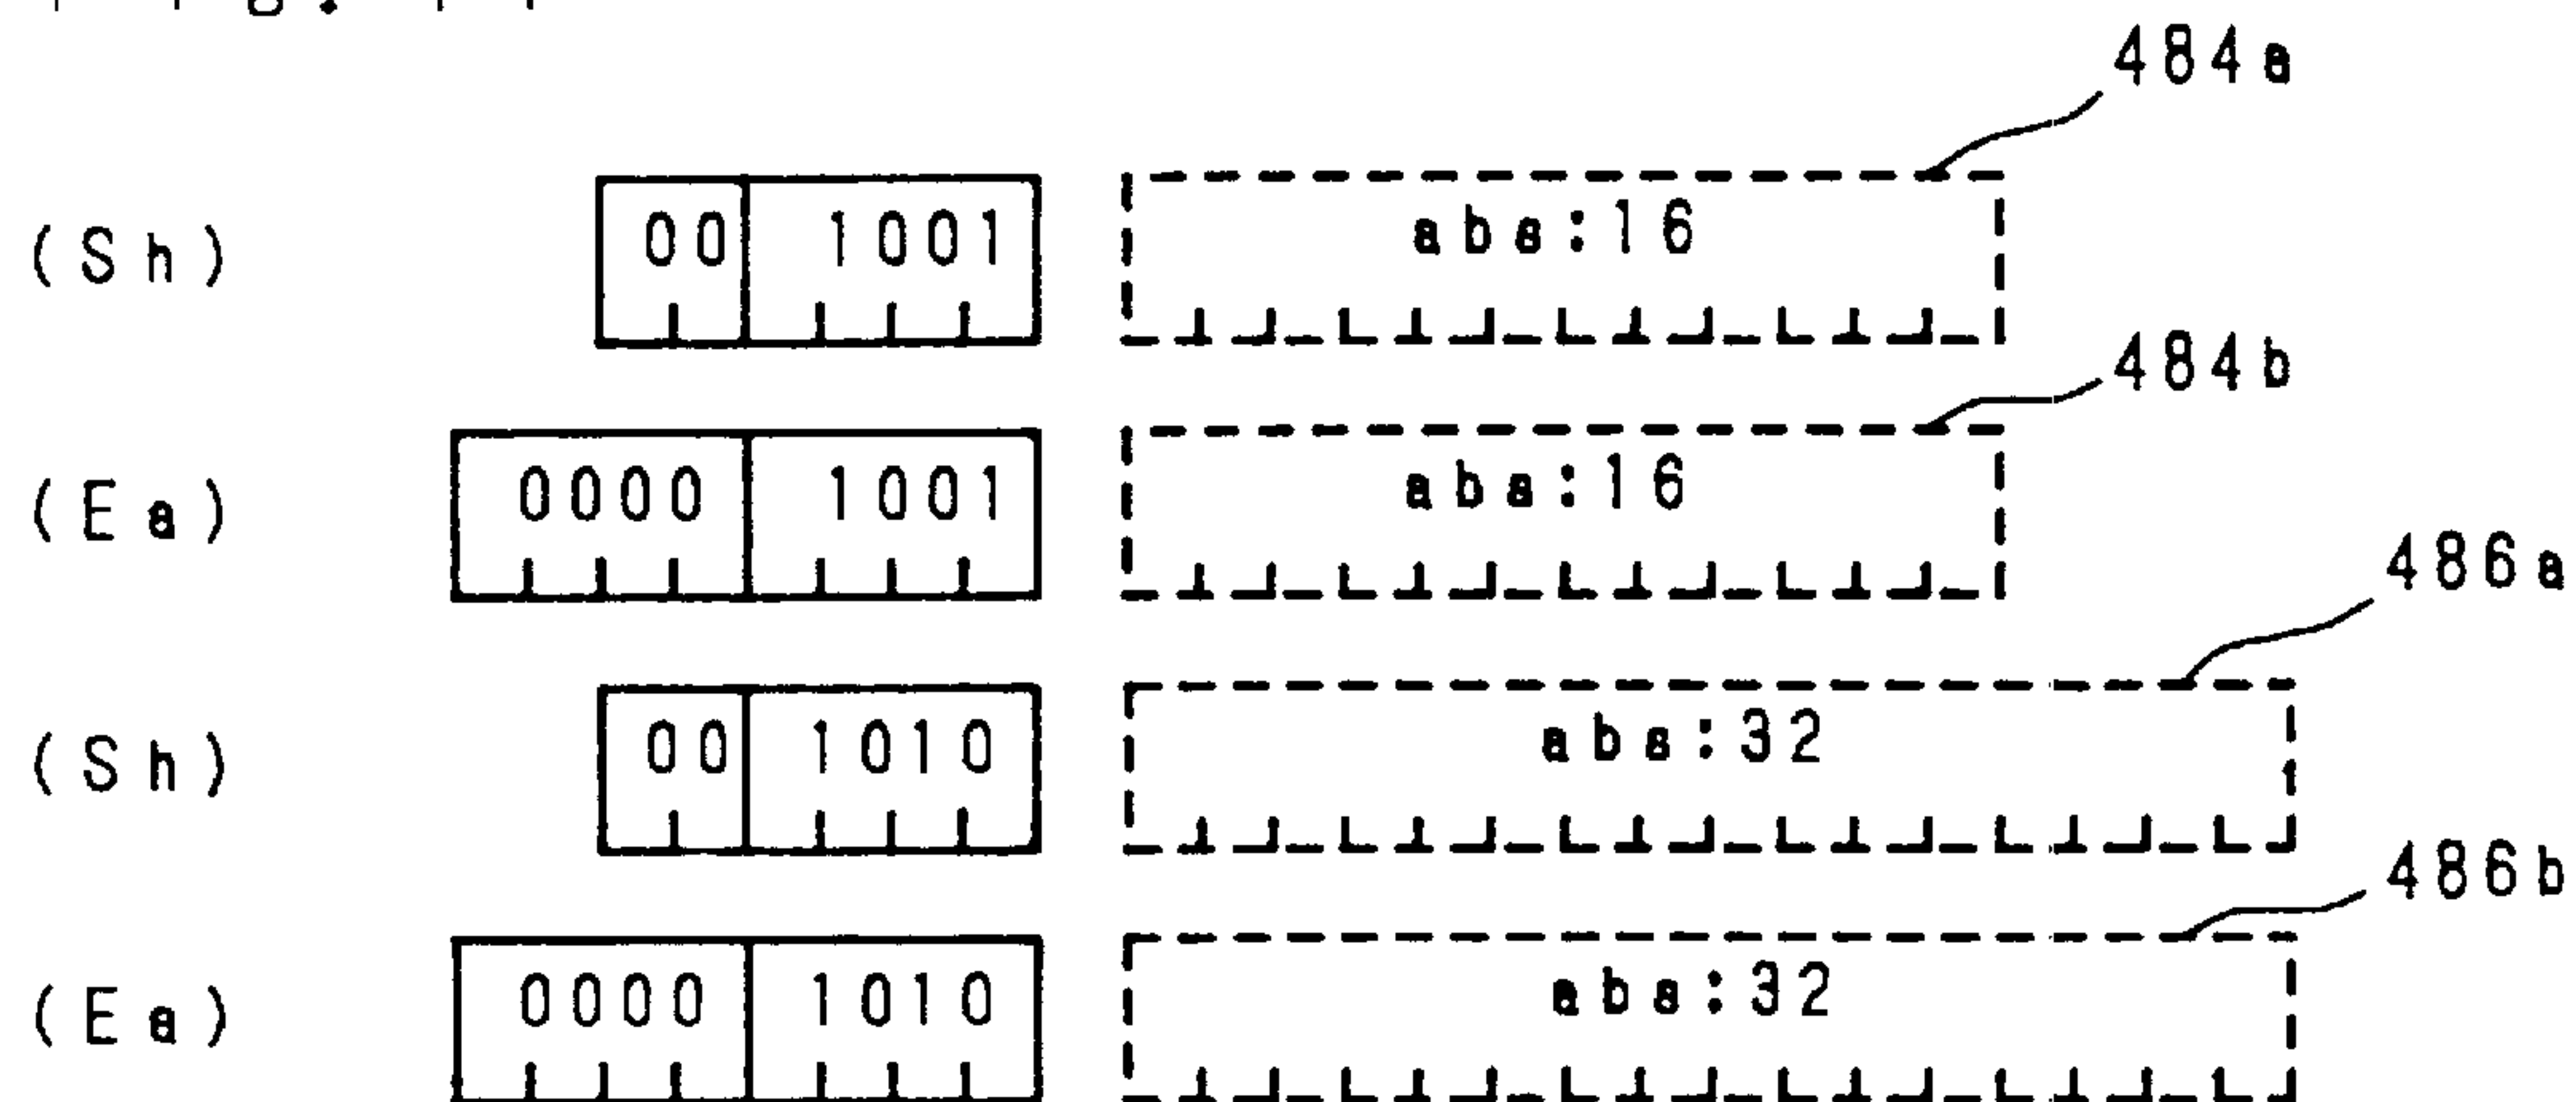 484a
(Sh) 00 1001 abs:16
484b
(Ea) 0000 1001 abs:16
486a
(Sh) 00 1010 abs:32
486b
(Ea) 0000 1010 abs:32